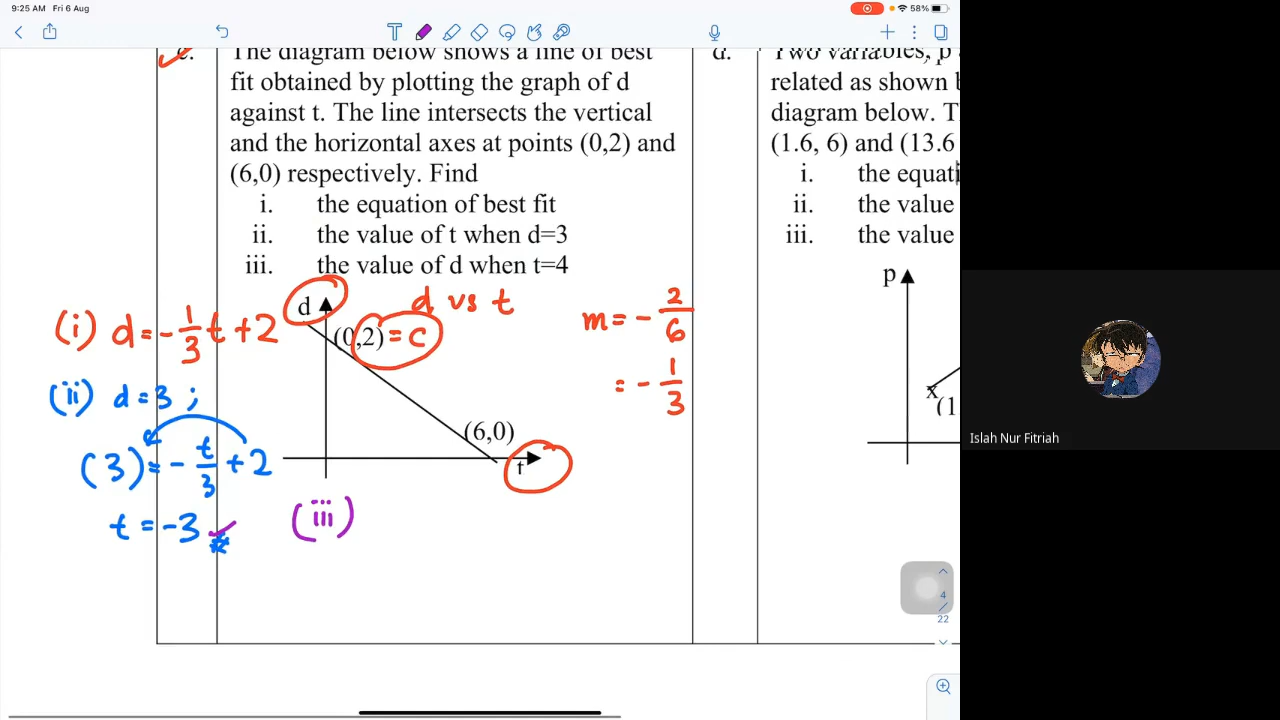 9:25 AM Fri 6 Aug
58%
T
c.
The diagram below shows a line of best
fit obtained by plotting the graph of d
against t. The line intersects the vertical
and the horizontal axes at points (0,2) and
(6,0) respectively. Find
i. the equation of best fit
ii. the value of t when d=3
iii. the value of d when t=4
d
d vs t
(0,2) = c
(6,0)
t
m = - 2/6
= - 1/3
(i) d = - 1/3 t + 2
(ii) d = 3 ;
(3) = - t/3 + 2
t = -3
(iii)
d.
Two variables, p
related as shown b
diagram below. T
(1.6, 6) and (13.6
i. the equati
ii. the value
iii. the value
p
x
(1
4
/
22
Islah Nur Fitriah